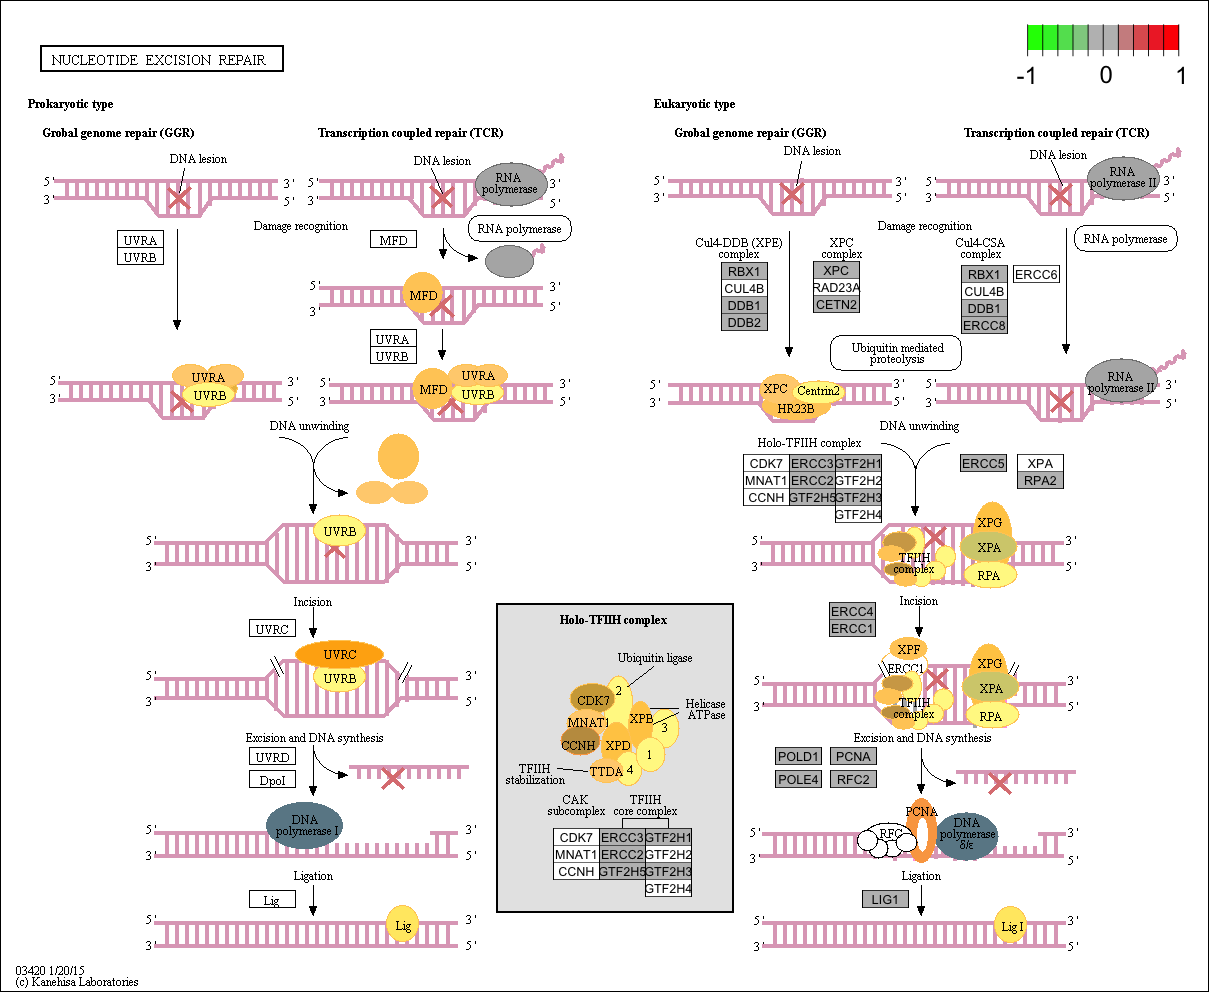 NUCLEOTIDE EXCISION REPAIR
-1 0 1
Prokaryotic type
Grobal genome repair (GGR)
Transcription coupled repair (TCR)
DNA lesion
DNA lesion
RNA
polymerase
5' 3'
3' 5'
5' 3'
3' 5'
Damage recognition
UVRA
UVRB
MFD
RNA polymerase
5' 3'
3' 5'
MFD
UVRA
UVRB
5' 3'
3' 5'
UVRA
UVRB
5' 3'
3' 5'
MFD
UVRA
UVRB
DNA unwinding
5' 3'
3' 5'
UVRB
Incision
UVRC
5' 3'
3' 5'
UVRC
UVRB
Excision and DNA synthesis
UVRD
DpoI
5' 3'
3' 5'
DNA
polymerase I
Ligation
Lig
5' 3'
3' 5'
Lig
Holo-TFIIH complex
Ubiquitin ligase
CDK7
2
MNAT1
XPB
Helicase
ATPase
3
CCNH
XPD
1
TFIIH
stabilization
TTDA
4
CAK
subcomplex
TFIIH
core complex
CDK7 ERCC3 GTF2H1
MNAT1 ERCC2 GTF2H2
CCNH GTF2H5 GTF2H3
GTF2H4
Eukaryotic type
Grobal genome repair (GGR)
Transcription coupled repair (TCR)
DNA lesion
DNA lesion
RNA
polymerase II
5' 3'
3' 5'
5' 3'
3' 5'
Damage recognition
Cul4-DDB (XPE)
complex
RBX1
CUL4B
DDB1
DDB2
XPC
complex
XPC
RAD23A
CETN2
Cul4-CSA
complex
RBX1
CUL4B
DDB1
ERCC8
ERCC6
RNA polymerase
Ubiquitin mediated
proteolysis
5' 3'
3' 5'
XPC
Centrin2
HR23B
5' 3'
3' 5'
RNA
polymerase II
DNA unwinding
Holo-TFIIH complex
CDK7 ERCC3 GTF2H1
MNAT1 ERCC2 GTF2H2
CCNH GTF2H5 GTF2H3
GTF2H4
ERCC5
XPA
RPA2
5' 3'
3' 5'
TFIIH
complex
XPG
XPA
RPA
Incision
ERCC4
ERCC1
5' 3'
3' 5'
XPF
ERCC1
TFIIH
complex
XPG
XPA
RPA
Excision and DNA synthesis
POLD1 PCNA
POLE4 RFC2
5' 3'
3' 5'
RFC
PCNA
DNA
polymerase
δ/ε
Ligation
LIG1
5' 3'
3' 5'
Lig I
03420 1/20/15
(c) Kanehisa Laboratories